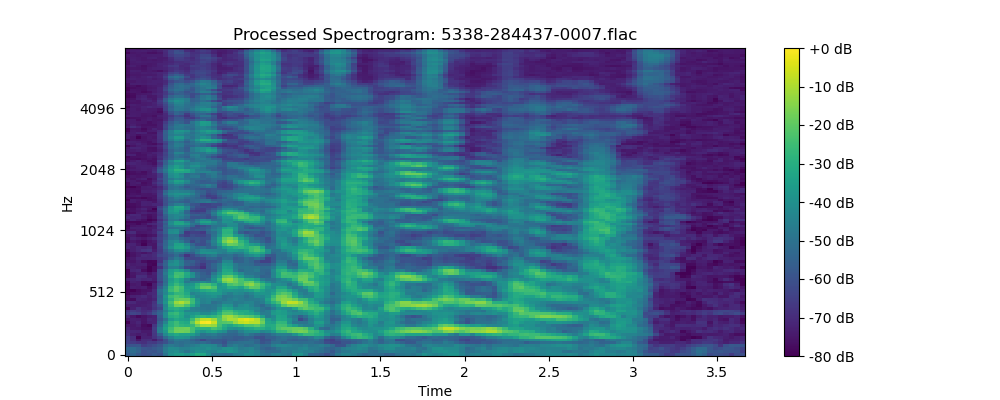 Processed Spectrogram: 5338-284437-0007.flac
Hz
4096
2048
1024
512
0
0
0.5
1
1.5
2
2.5
3
3.5
Time
+0 dB
-10 dB
-20 dB
-30 dB
-40 dB
-50 dB
-60 dB
-70 dB
-80 dB